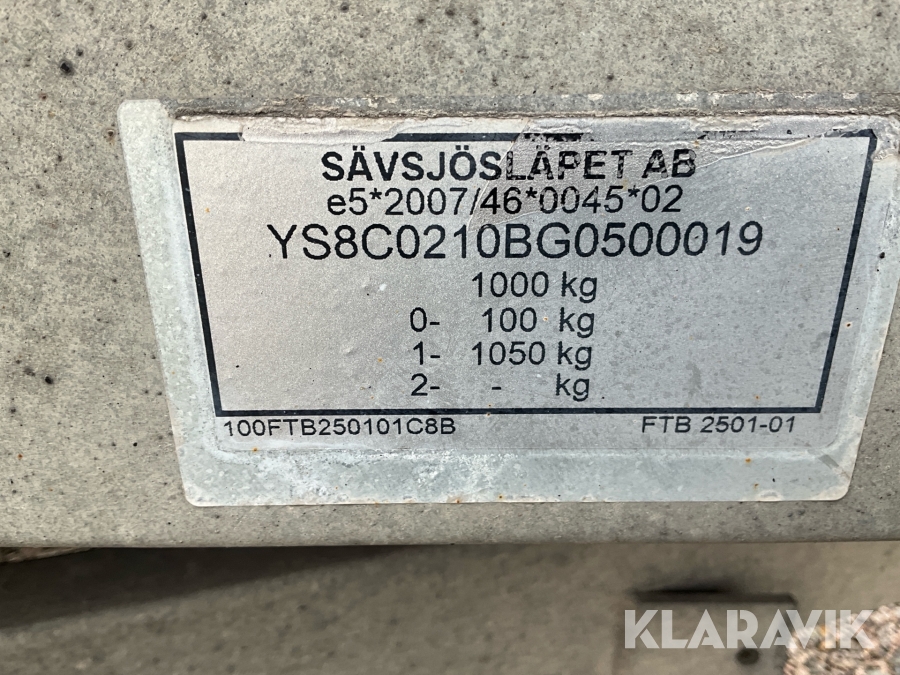 SÄVSJÖSLÄPET AB
e5*2007/46*0045*02
YS8C0210BG0500019
1000 kg
0- 100 kg
1- 1050 kg
2- - kg
100FTB250101C8B FTB 2501-01
KLARAVIK